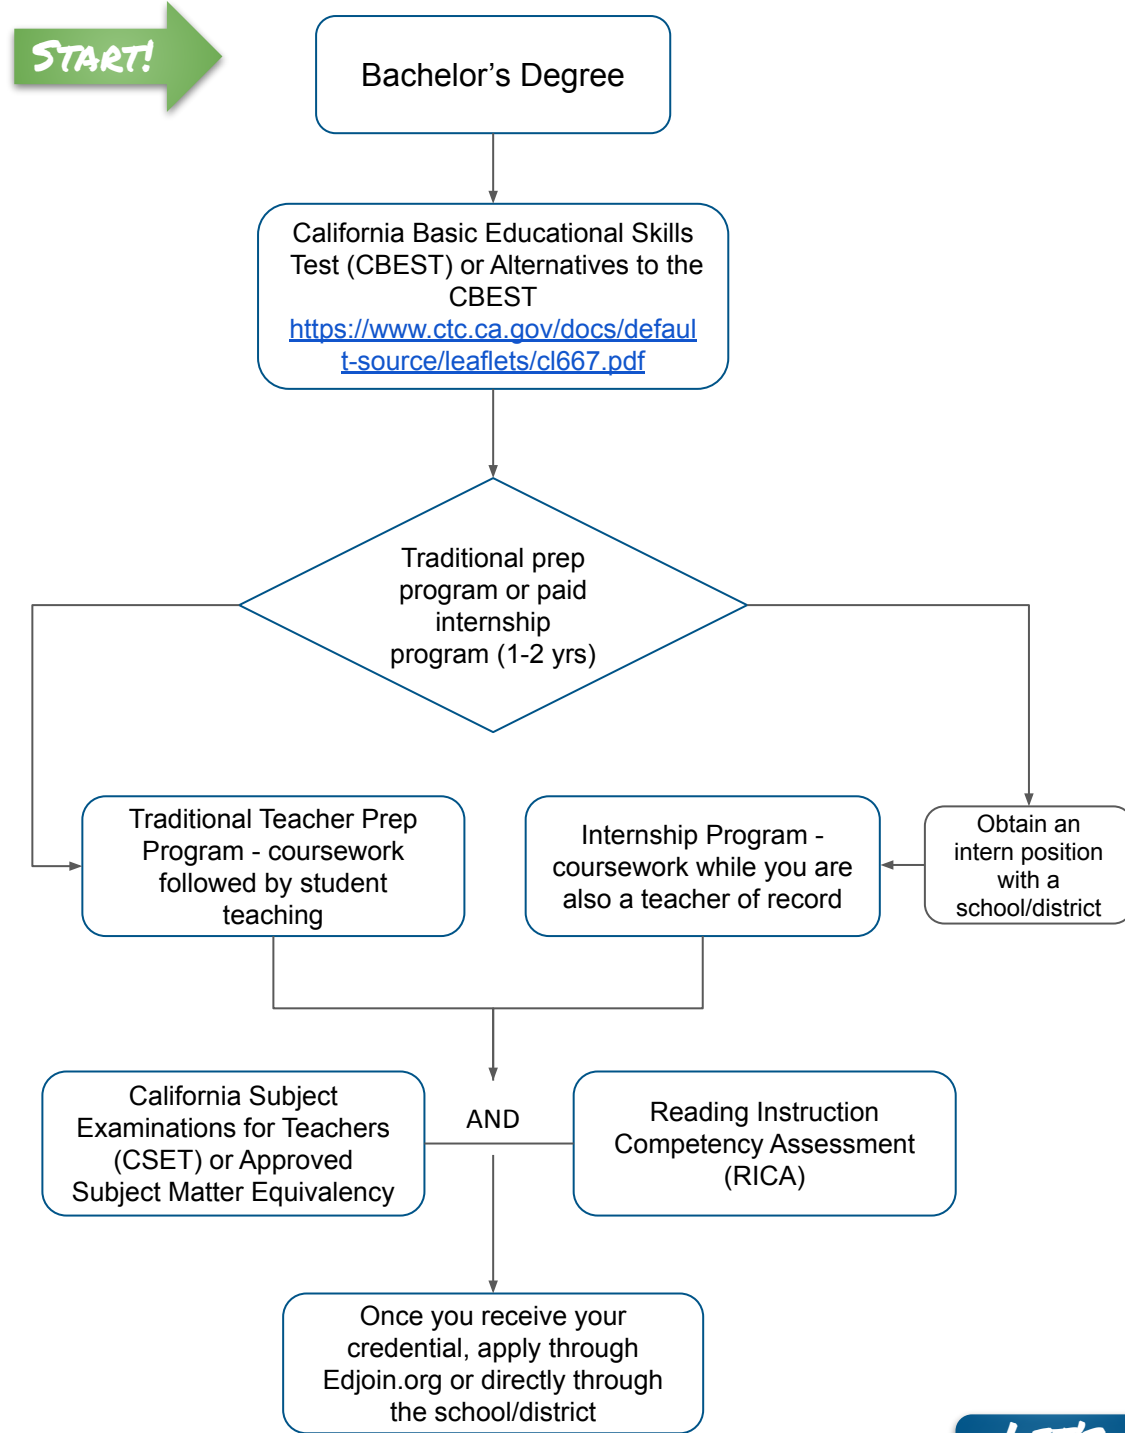 START!
Bachelor’s Degree
California Basic Educational Skills
Test (CBEST) or Alternatives to the
CBEST
https://www.ctc.ca.gov/docs/defaul
t-source/leaflets/cl667.pdf
Traditional prep
program or paid
internship
program (1-2 yrs)
Traditional Teacher Prep
Program - coursework
followed by student
teaching
Internship Program -
coursework while you are
also a teacher of record
Obtain an
intern position
with a
school/district
California Subject
Examinations for Teachers
(CSET) or Approved
Subject Matter Equivalency
AND
Reading Instruction
Competency Assessment
(RICA)
Once you receive your
credential, apply through
Edjoin.org or directly through
the school/district